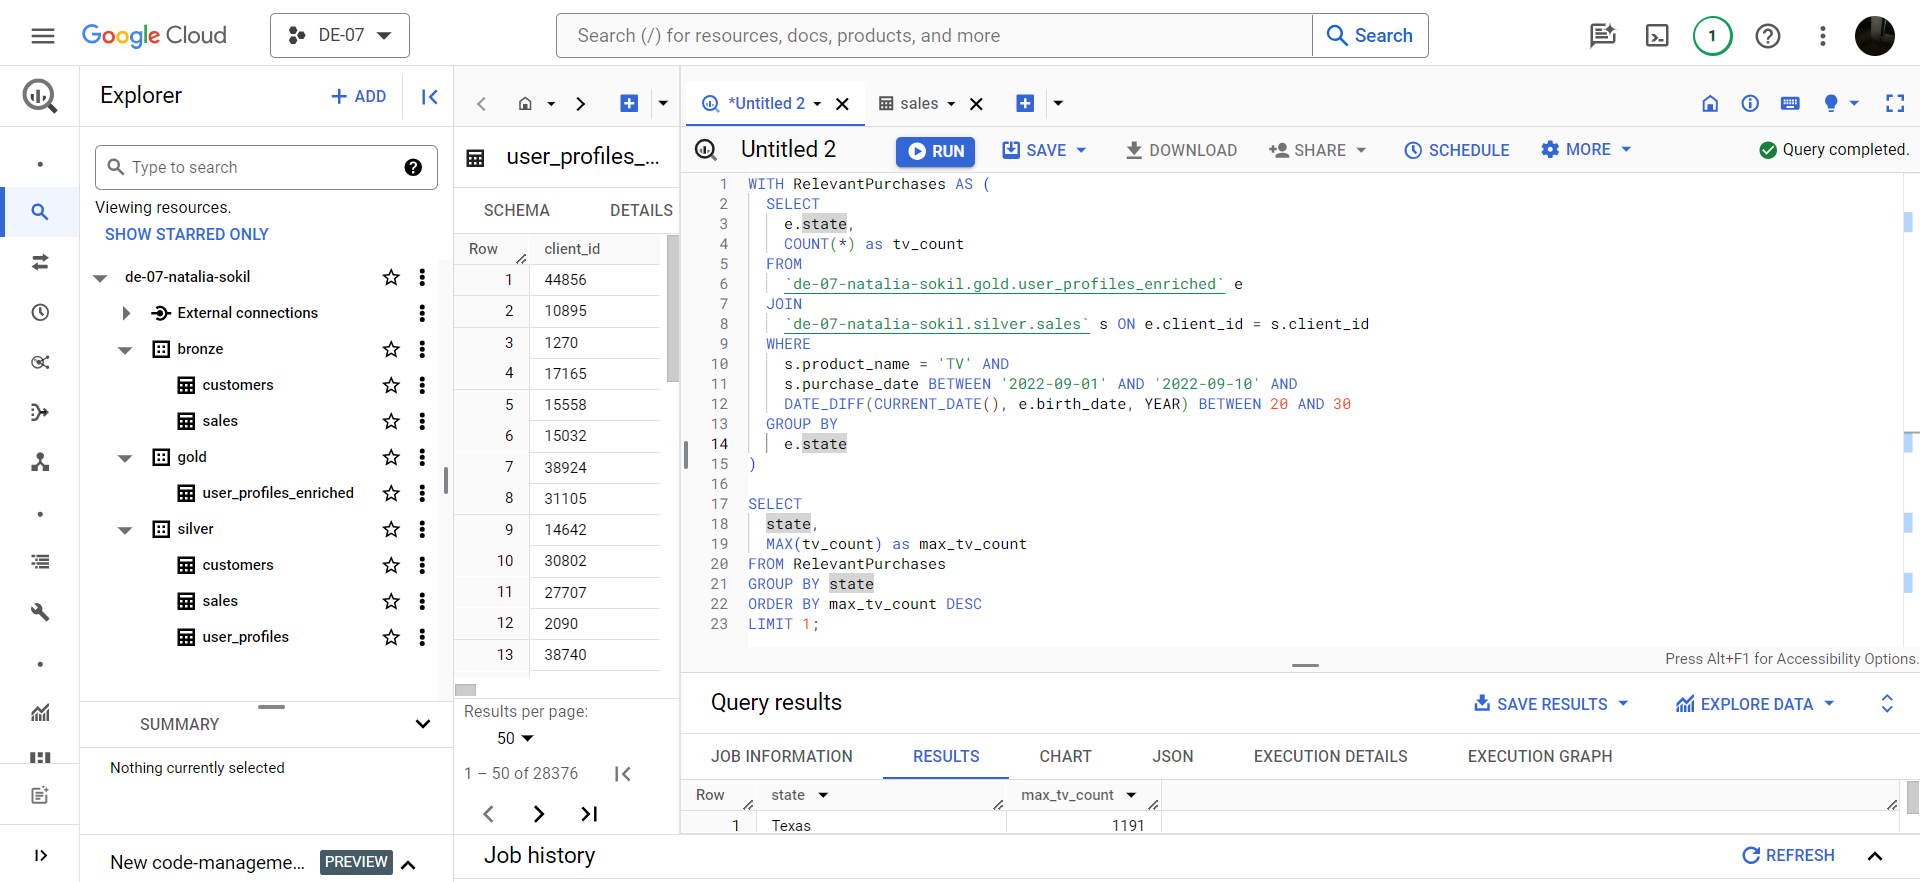 Google Cloud
DE-07
Search (/) for resources, docs, products, and more
Search
1
Explorer
+ ADD
Type to search
Viewing resources.
SHOW STARRED ONLY
de-07-natalia-sokil
External connections
bronze
customers
sales
gold
user_profiles_enriched
silver
customers
sales
user_profiles
SUMMARY
Nothing currently selected
New code-manageme...
PREVIEW
user_profiles_...
SCHEMA
DETAILS
Row client_id
1 44856
2 10895
3 1270
4 17165
5 15558
6 15032
7 38924
8 31105
9 14642
10 30802
11 27707
12 2090
13 38740
Results per page:
50
1 – 50 of 28376
*Untitled 2
sales
Untitled 2
RUN
SAVE
DOWNLOAD
SHARE
SCHEDULE
MORE
Query completed.
1 WITH RelevantPurchases AS (
2 SELECT
3 e.state,
4 COUNT(*) as tv_count
5 FROM
6 `de-07-natalia-sokil.gold.user_profiles_enriched` e
7 JOIN
8 `de-07-natalia-sokil.silver.sales` s ON e.client_id = s.client_id
9 WHERE
10 s.product_name = 'TV' AND
11 s.purchase_date BETWEEN '2022-09-01' AND '2022-09-10' AND
12 DATE_DIFF(CURRENT_DATE(), e.birth_date, YEAR) BETWEEN 20 AND 30
13 GROUP BY
14 e.state
15 )
16
17 SELECT
18 state,
19 MAX(tv_count) as max_tv_count
20 FROM RelevantPurchases
21 GROUP BY state
22 ORDER BY max_tv_count DESC
23 LIMIT 1;
Press Alt+F1 for Accessibility Options.
Query results
SAVE RESULTS
EXPLORE DATA
JOB INFORMATION
RESULTS
CHART
JSON
EXECUTION DETAILS
EXECUTION GRAPH
Row state max_tv_count
1 Texas 1191
Job history
REFRESH